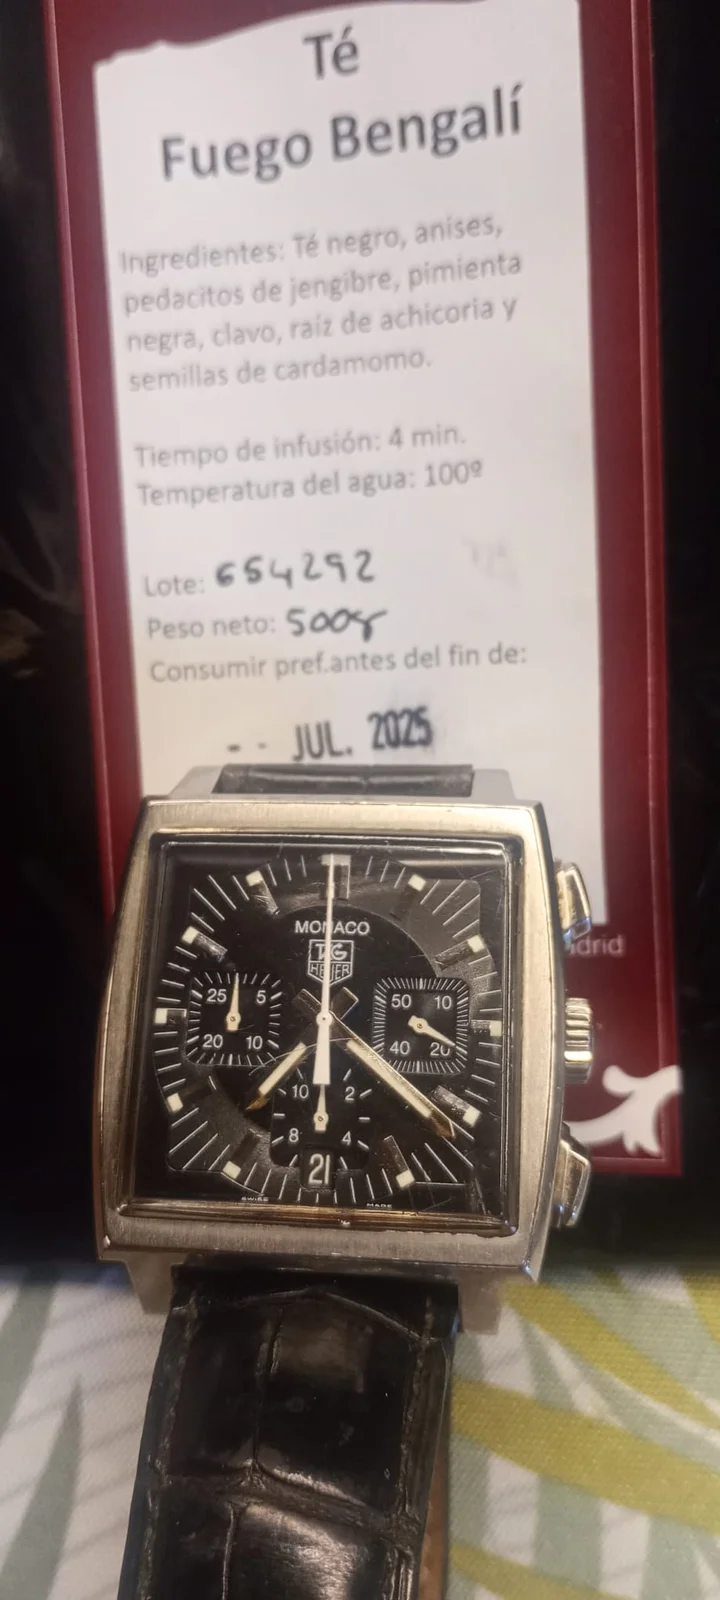 Té
Fuego Bengalí
Ingredientes: Té negro, anises,
pedacitos de jengibre, pimienta
negra, clavo, raíz de achicoria y
semillas de cardamomo.
Tiempo de infusión: 4 min.
Temperatura del agua: 100º
Lote: 654292
Peso neto: 500gr
Consumir pref.antes del fin de:
-- JUL. 2025
MONACO
TAG
HEUER
25 5
20 10
50 10
40 20
10 2
8 4
21
SWISS MADE